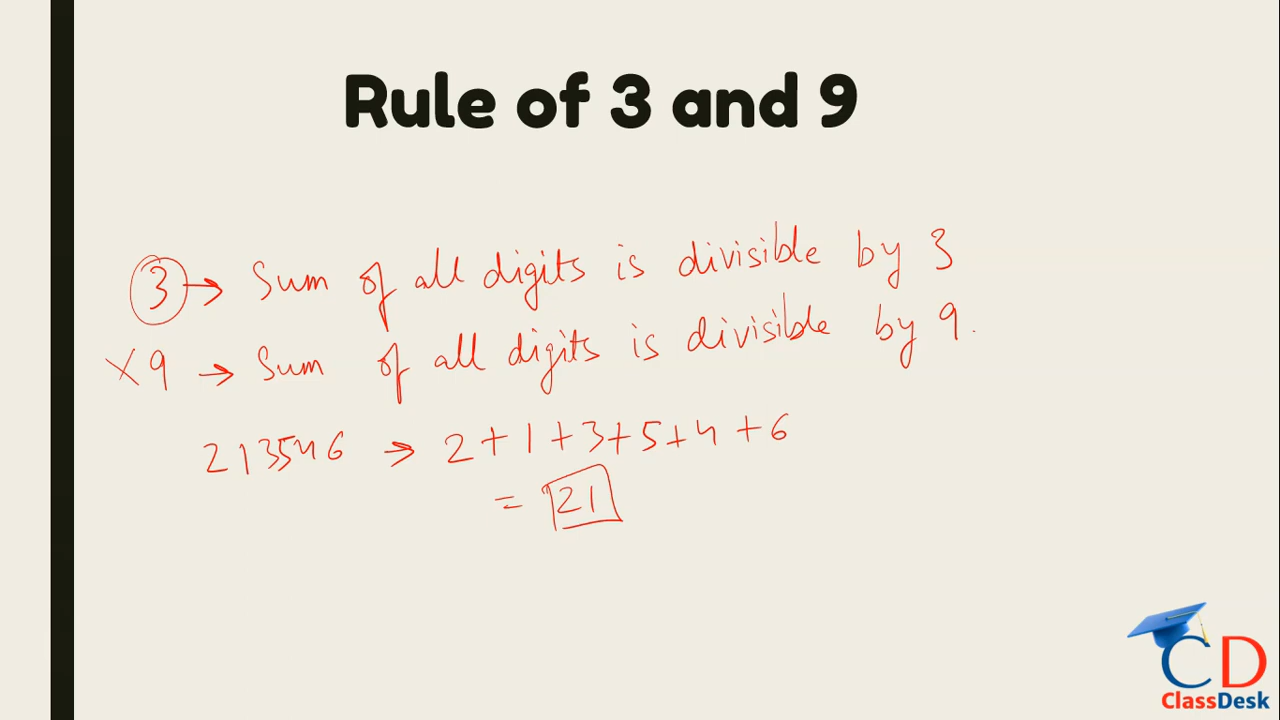 Rule of 3 and 9
3 → Sum of all digits is divisible by 3
× 9 → Sum of all digits is divisible by 9.
213546 → 2 + 1 + 3 + 5 + 4 + 6
= 21
CD
ClassDesk